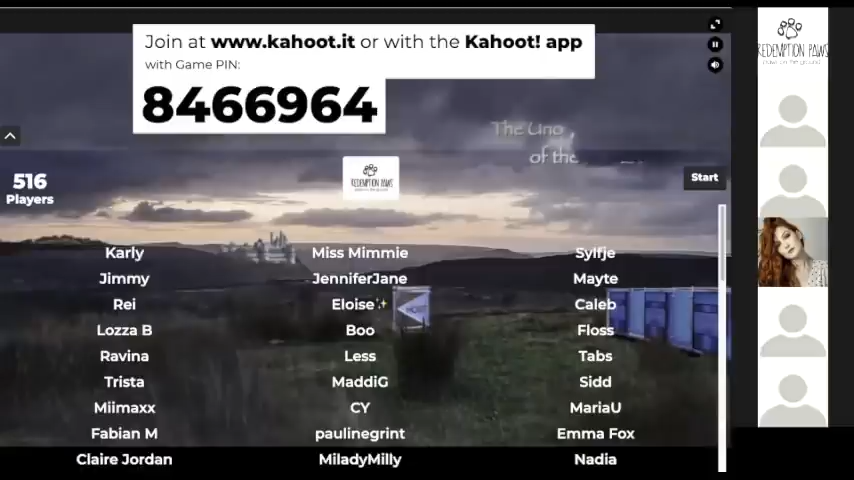 Join at www.kahoot.it or with the Kahoot! app
with Game PIN:
8466964
REDEMPTION PAWS
The Uno
of the
516
Players
REDEMPTION PAWS
Start
Karly
Miss Mimmie
Sylfje
Jimmy
JenniferJane
Mayte
Rei
Eloise✨
Caleb
Lozza B
Boo
Floss
Ravina
Less
Tabs
Trista
MaddiG
Sidd
Miimaxx
CY
MariaU
Fabian M
paulinegrint
Emma Fox
Claire Jordan
MiladyMilly
Nadia